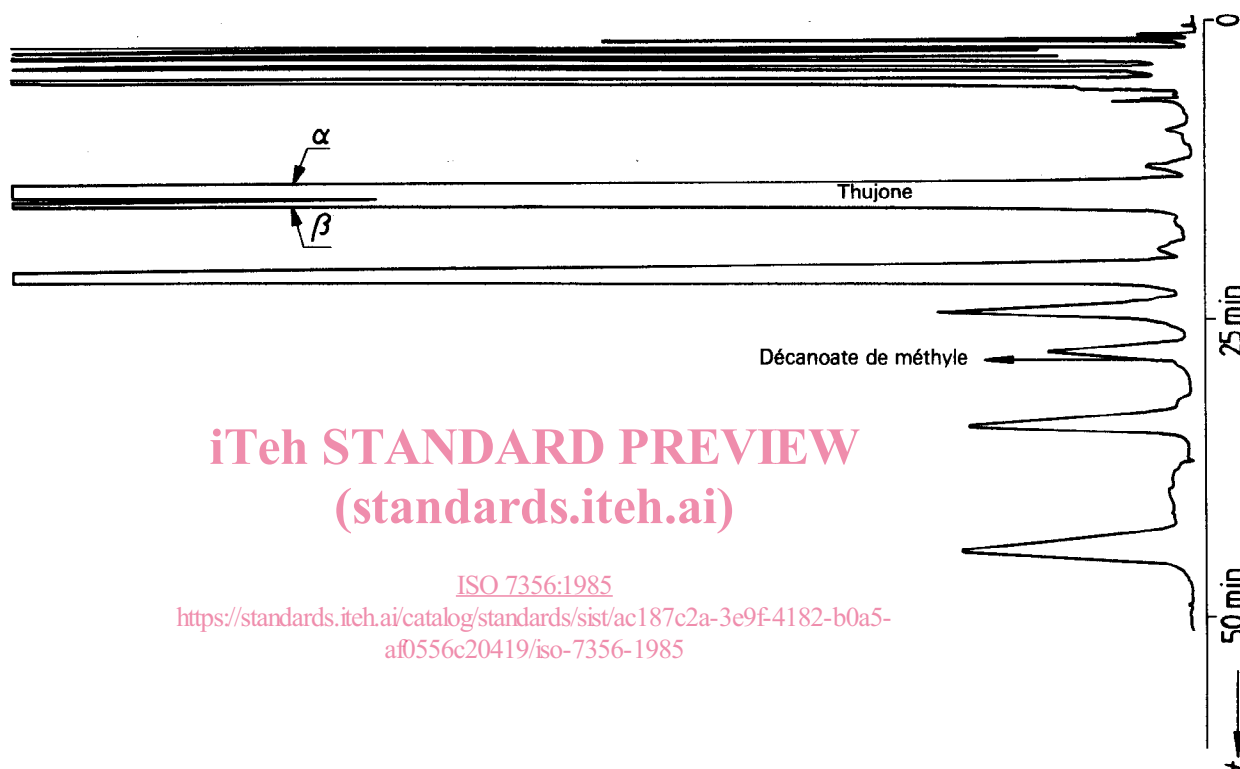 0
α
Thujone
β
25 min
Décanoate de méthyle
iTeh STANDARD PREVIEW
(standards.iteh.ai)
ISO 7356:1985
https://standards.iteh.ai/catalog/standards/sist/ac187c2a-3e9f-4182-b0a5-
af0556c20419/iso-7356-1985
50 min
t